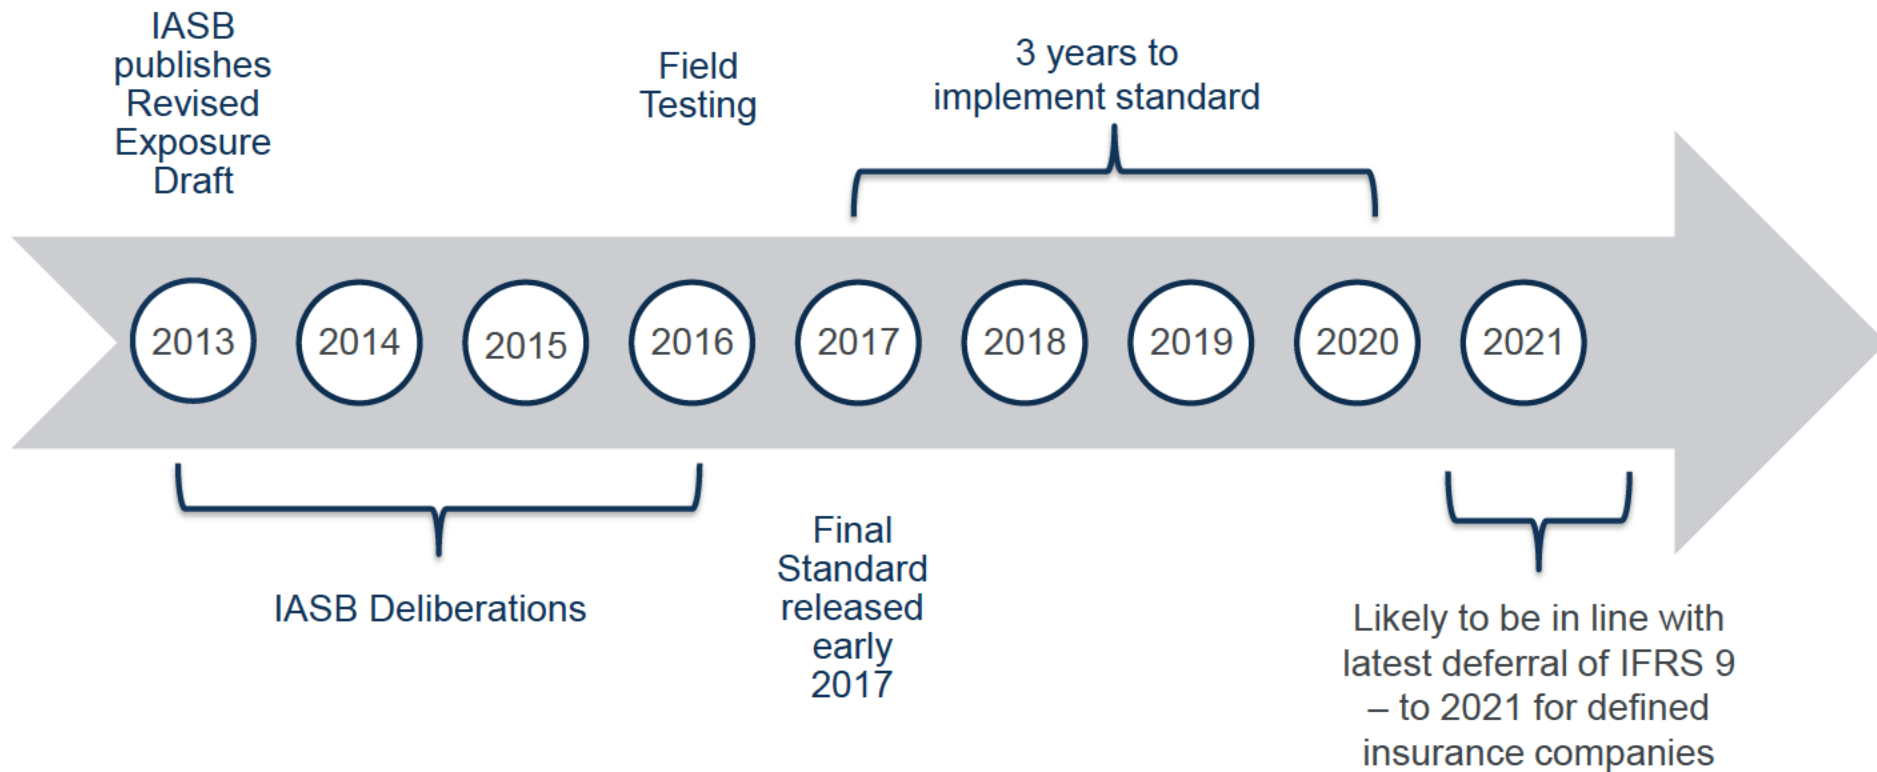 IASB
publishes
Revised
Exposure
Draft
Field
Testing
3 years to
implement standard
2013
2014
2015
2016
2017
2018
2019
2020
2021
IASB Deliberations
Final
Standard
released
early
2017
Likely to be in line with
latest deferral of IFRS 9
– to 2021 for defined
insurance companies